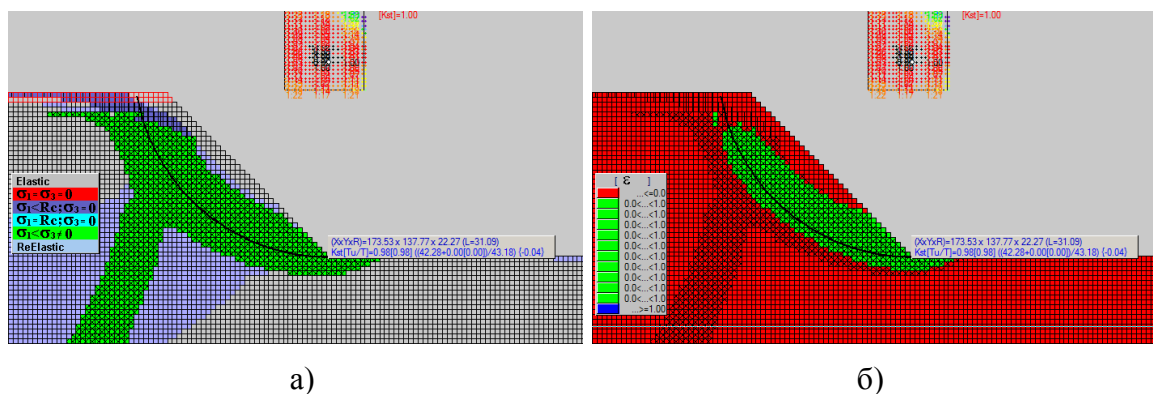 [Kst]=1.00
Elastic
σ₁= σ₃= 0
σ₁<Rc;σ₃= 0
σ₁=Rc;σ₃= 0
σ₁<σ₃≠ 0
ReElastic
(XxYxR)=173.53 x 137.77 x 22.27 (L=31.09)
Kst[Tu/T]=0.98[0.98] ((42.28+0.00[0.00])/43.18) {-0.04}
а)
[Kst]=1.00
[ ε ]
...<=0.0
0.0<...<1.0
0.0<...<1.0
0.0<...<1.0
0.0<...<1.0
0.0<...<1.0
0.0<...<1.0
0.0<...<1.0
0.0<...<1.0
0.0<...<1.0
0.0<...<1.0
...>=1.00
(XxYxR)=173.53 x 137.77 x 22.27 (L=31.09)
Kst[Tu/T]=0.98[0.98] ((42.28+0.00[0.00])/43.18) {-0.04}
б)